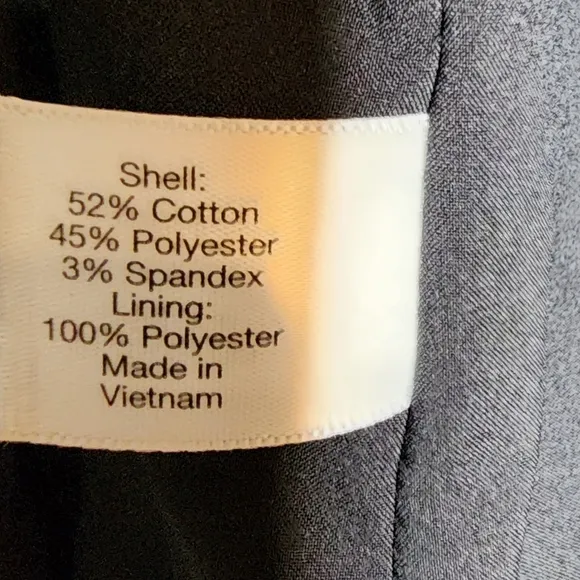 Shell:
52% Cotton
45% Polyester
3% Spandex
Lining:
100% Polyester
Made in
Vietnam